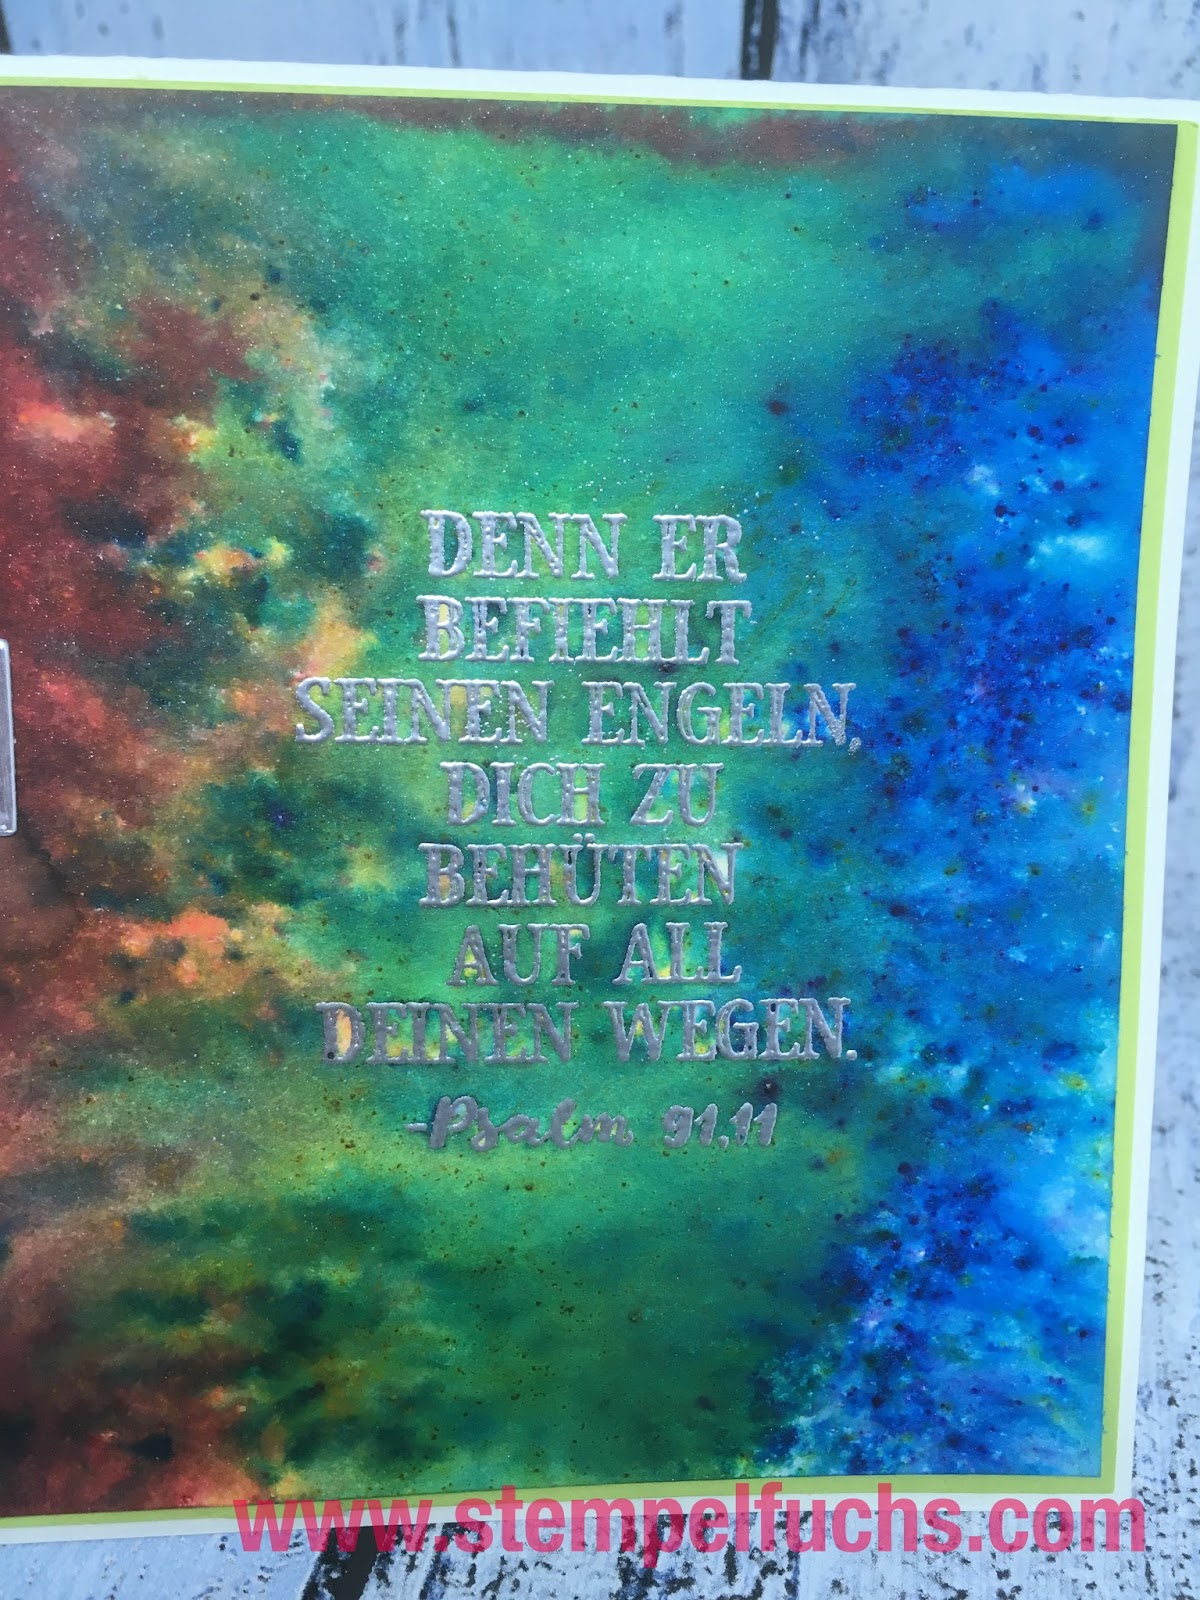 DENN ER
BEFIEHLT
SEINEN ENGELN,
DICH ZU
BEHÜTEN
AUF ALL
DEINEN WEGEN.
-Psalm 91,11
www.stempelfuchs.com